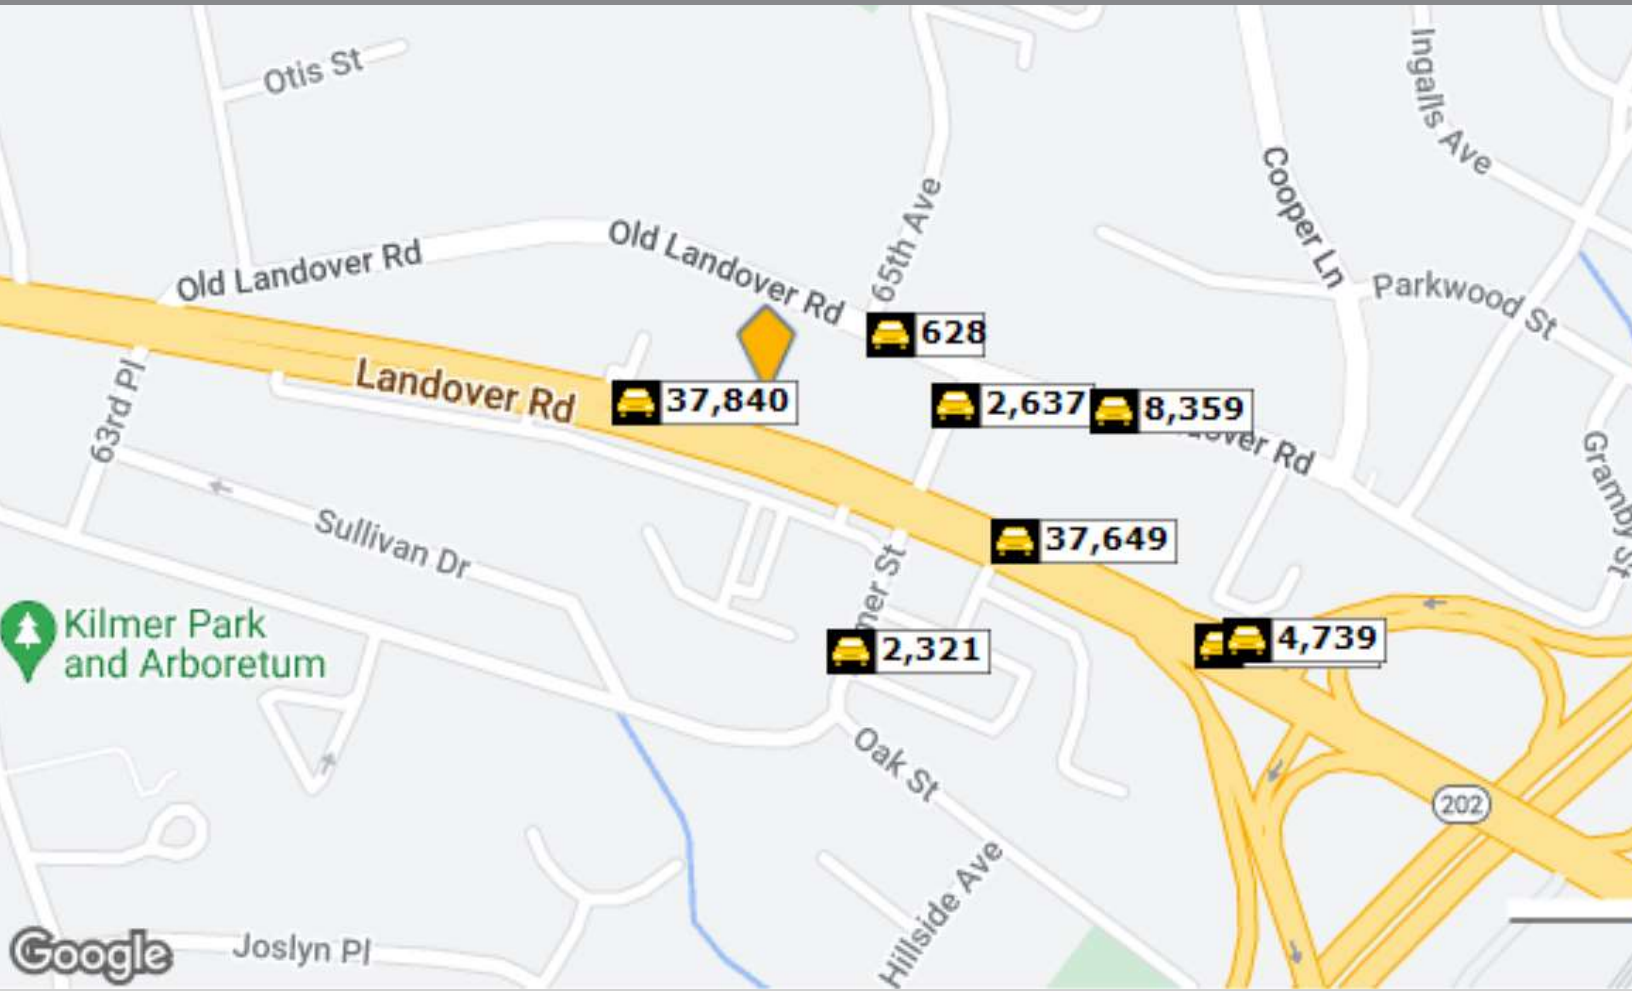 Otis St
Ingalls Ave
Cooper Ln
65th Ave
Old Landover Rd
Old Landover Rd
Parkwood St
628
63rd Pl
Landover Rd
37,840
2,637
8,359
Rd
Gramby St
Sullivan Dr
37,649
St
Kilmer Park
and Arboretum
2,321
4,739
Oak St
202
Hillside Ave
Google
Joslyn Pl